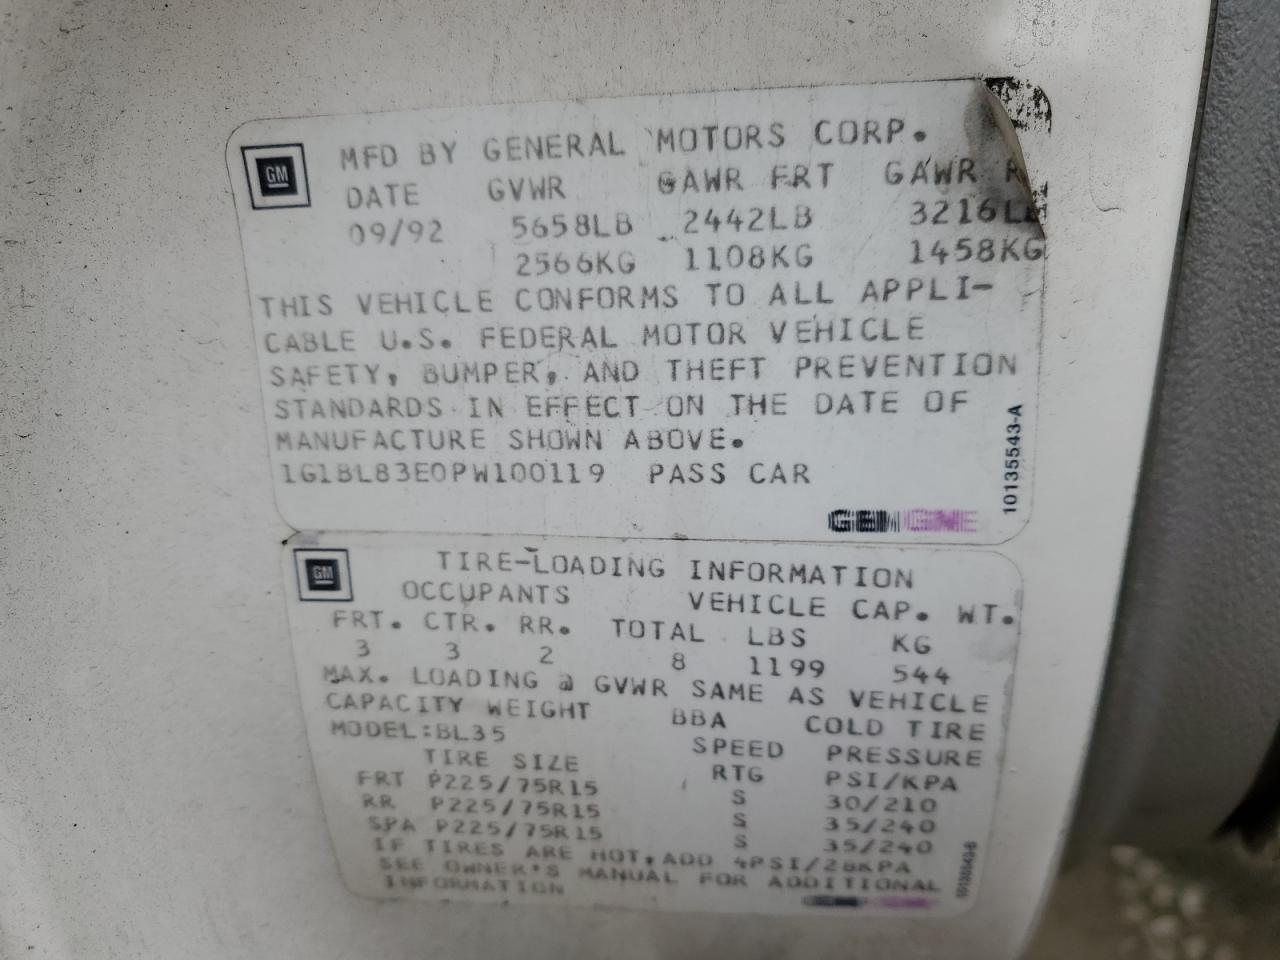 GM
MFD BY GENERAL MOTORS CORP.
DATE GVWR GAWR FRT GAWR R
09/92 5658LB 2442LB 3216LB
2566KG 1108KG 1458KG
THIS VEHICLE CONFORMS TO ALL APPLI-
CABLE U.S. FEDERAL MOTOR VEHICLE
SAFETY, BUMPER, AND THEFT PREVENTION
STANDARDS IN EFFECT ON THE DATE OF
MANUFACTURE SHOWN ABOVE.
1G1BL83E0PW100119 PASS CAR
10135543-A
GEM GNE
GM
TIRE-LOADING INFORMATION
OCCUPANTS VEHICLE CAP. WT.
FRT. CTR. RR. TOTAL LBS KG
3 3 2 8 1199 544
MAX. LOADING @ GVWR SAME AS VEHICLE
CAPACITY WEIGHT BBA COLD TIRE
MODEL:BL35 SPEED PRESSURE
TIRE SIZE RTG PSI/KPA
FRT P225/75R15 S 30/210
RR P225/75R15 S 35/240
SPA P225/75R15 S 35/240
IF TIRES ARE HOT, ADD 4PSI/28KPA
SEE OWNER'S MANUAL FOR ADDITIONAL
INFORMATION
10135543-B